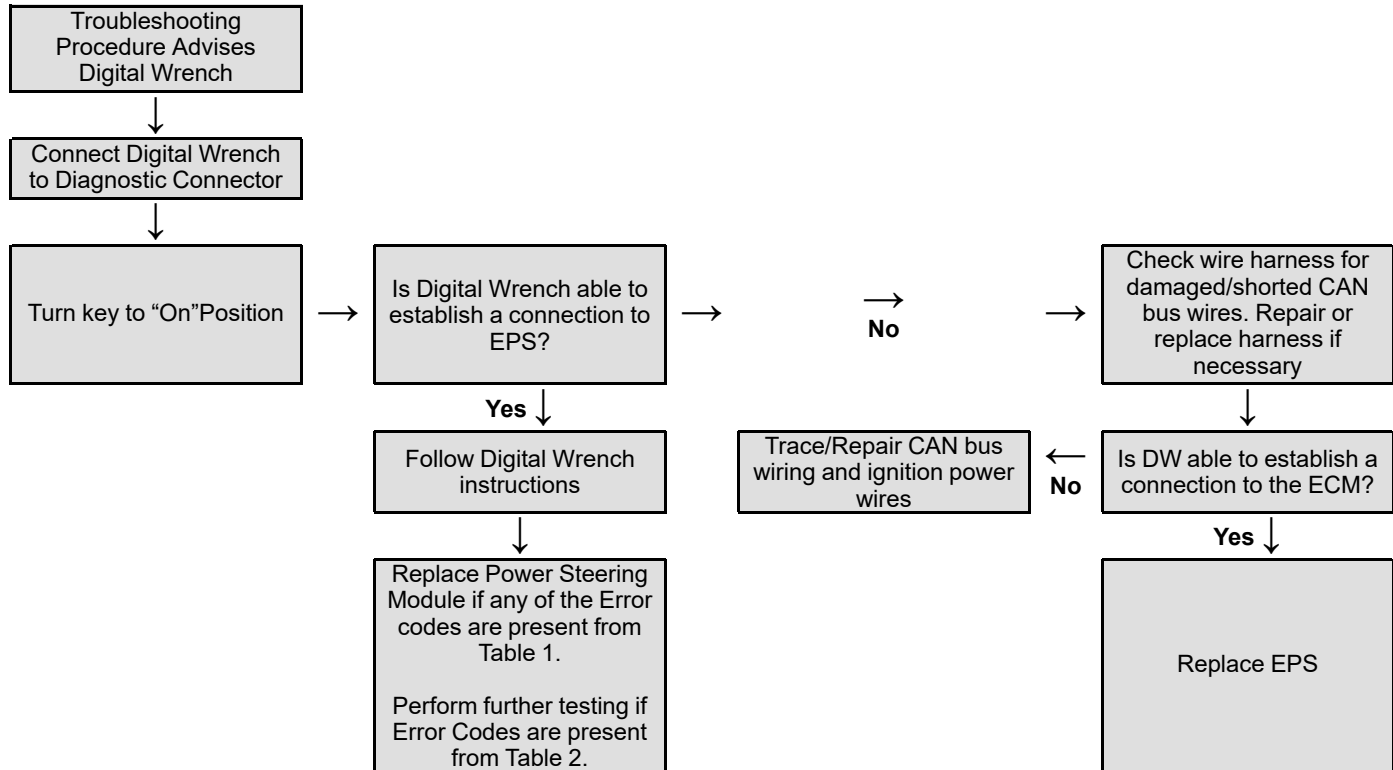 Troubleshooting
Procedure Advises
Digital Wrench
Connect Digital Wrench
to Diagnostic Connector
Turn key to “On”Position
Is Digital Wrench able to
establish a connection to
EPS?
No
Check wire harness for
damaged/shorted CAN
bus wires. Repair or
replace harness if
necessary
Yes
Follow Digital Wrench
instructions
Trace/Repair CAN bus
wiring and ignition power
wires
No
Is DW able to establish a
connection to the ECM?
Yes
Replace Power Steering
Module if any of the Error
codes are present from
Table 1.
Perform further testing if
Error Codes are present
from Table 2.
Replace EPS